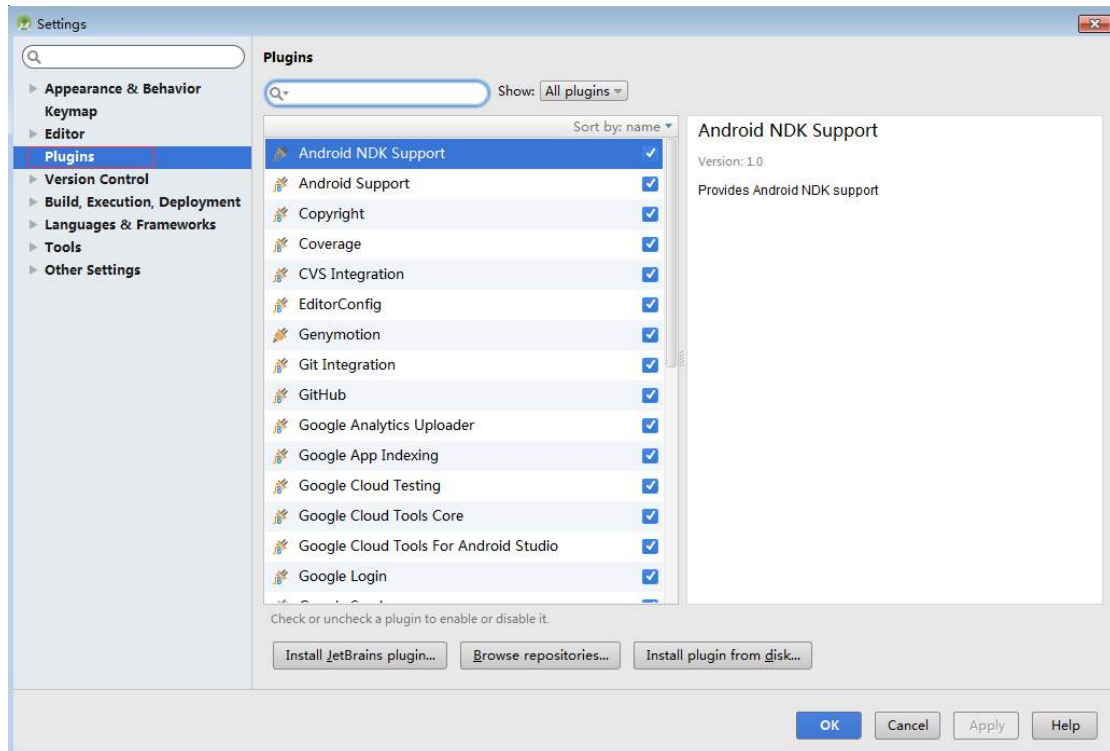 Settings
Appearance & Behavior
Keymap
Editor
Plugins
Version Control
Build, Execution, Deployment
Languages & Frameworks
Tools
Other Settings
Plugins
Show: All plugins
Sort by: name
Android NDK Support
Android Support
Copyright
Coverage
CVS Integration
EditorConfig
Genymotion
Git Integration
GitHub
Google Analytics Uploader
Google App Indexing
Google Cloud Testing
Google Cloud Tools Core
Google Cloud Tools For Android Studio
Google Login
Check or uncheck a plugin to enable or disable it.
Install JetBrains plugin... Browse repositories... Install plugin from disk...
Android NDK Support
Version: 1.0
Provides Android NDK support
OK Cancel Apply Help